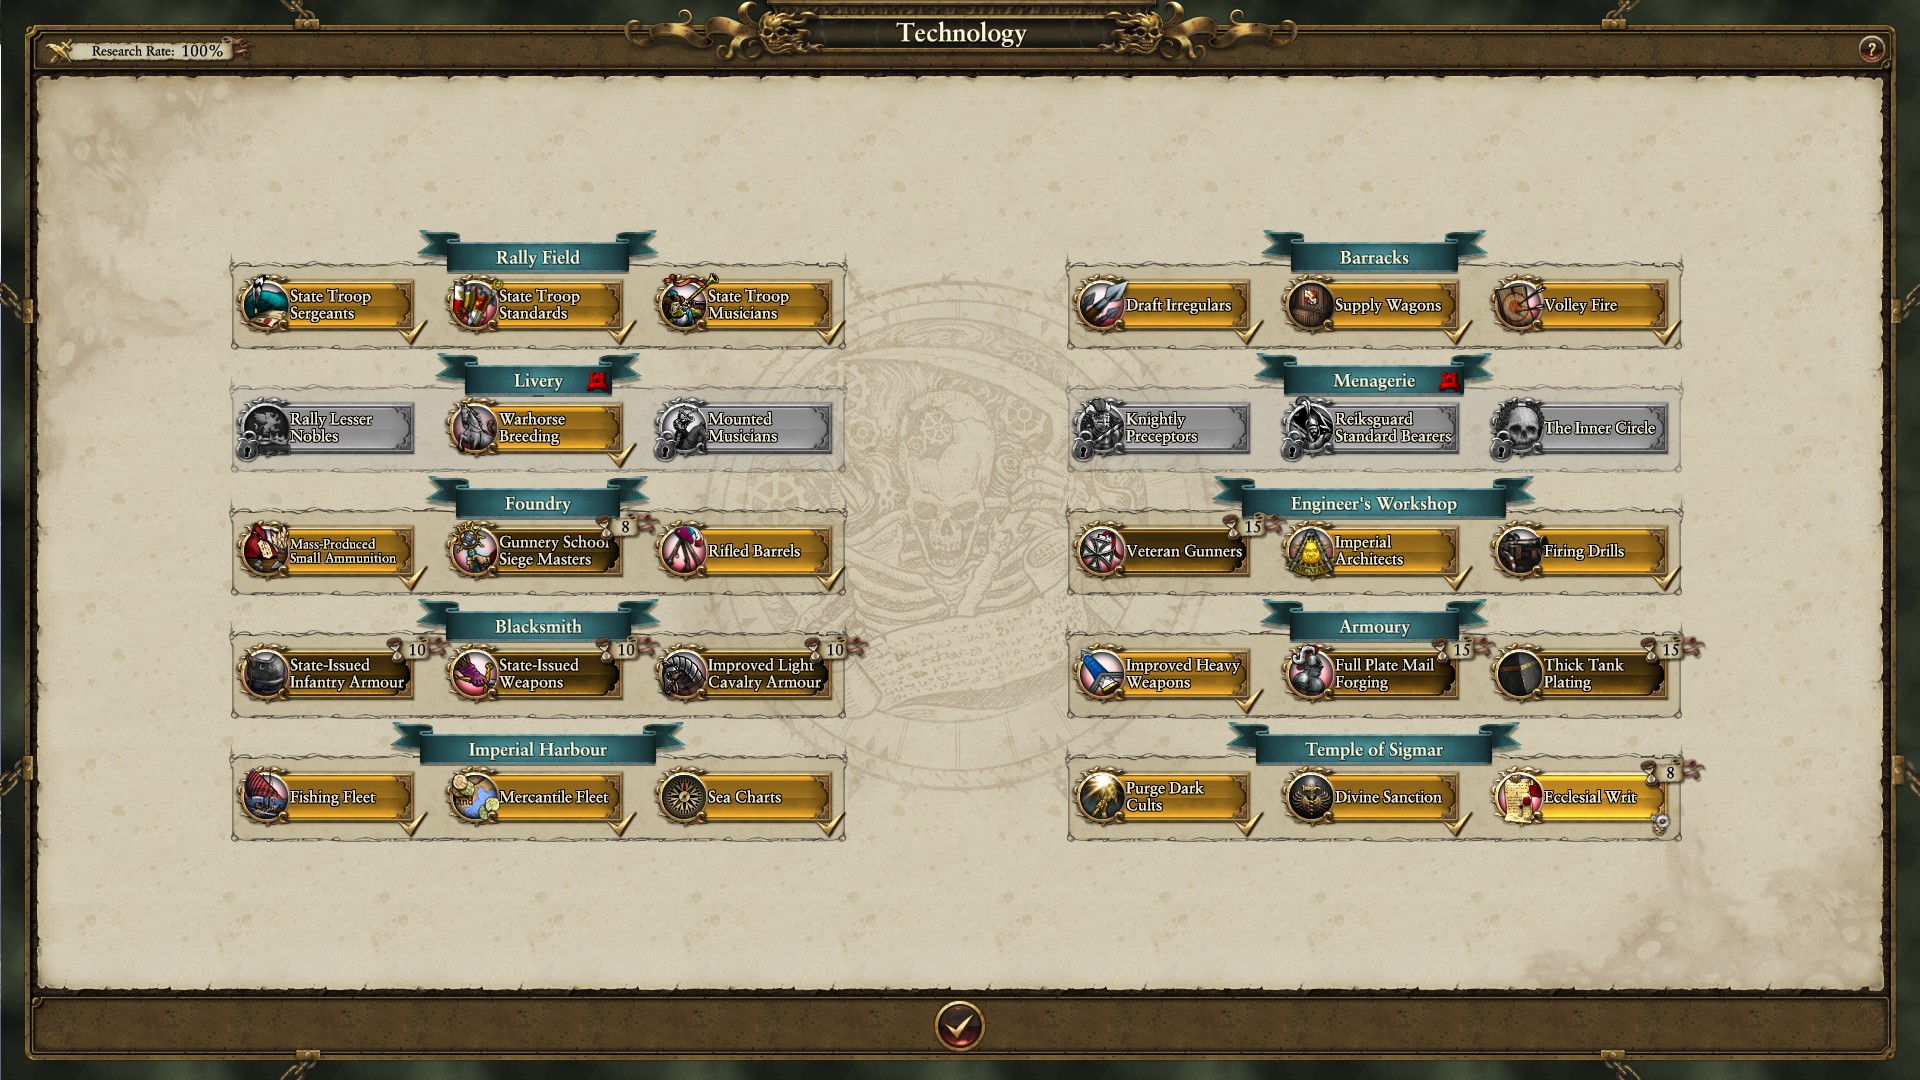 Technology
Research Rate: 100%
?
Rally Field
State Troop
Sergeants
State Troop
Standards
State Troop
Musicians
Barracks
Draft Irregulars
Supply Wagons
Volley Fire
Livery
Rally Lesser
Nobles
Warhorse
Breeding
Mounted
Musicians
Menagerie
Knightly
Preceptors
Reiksguard
Standard Bearers
The Inner Circle
Foundry
Mass-Produced
Small Ammunition
8
Gunnery School
Siege Masters
Rifled Barrels
Engineer's Workshop
15
Veteran Gunners
Imperial
Architects
Firing Drills
Blacksmith
10
State-Issued
Infantry Armour
10
State-Issued
Weapons
10
Improved Light
Cavalry Armour
Armoury
Improved Heavy
Weapons
15
Full Plate Mail
Forging
15
Thick Tank
Plating
Imperial Harbour
Fishing Fleet
Mercantile Fleet
Sea Charts
Temple of Sigmar
Purge Dark
Cults
Divine Sanction
8
Ecclesial Writ